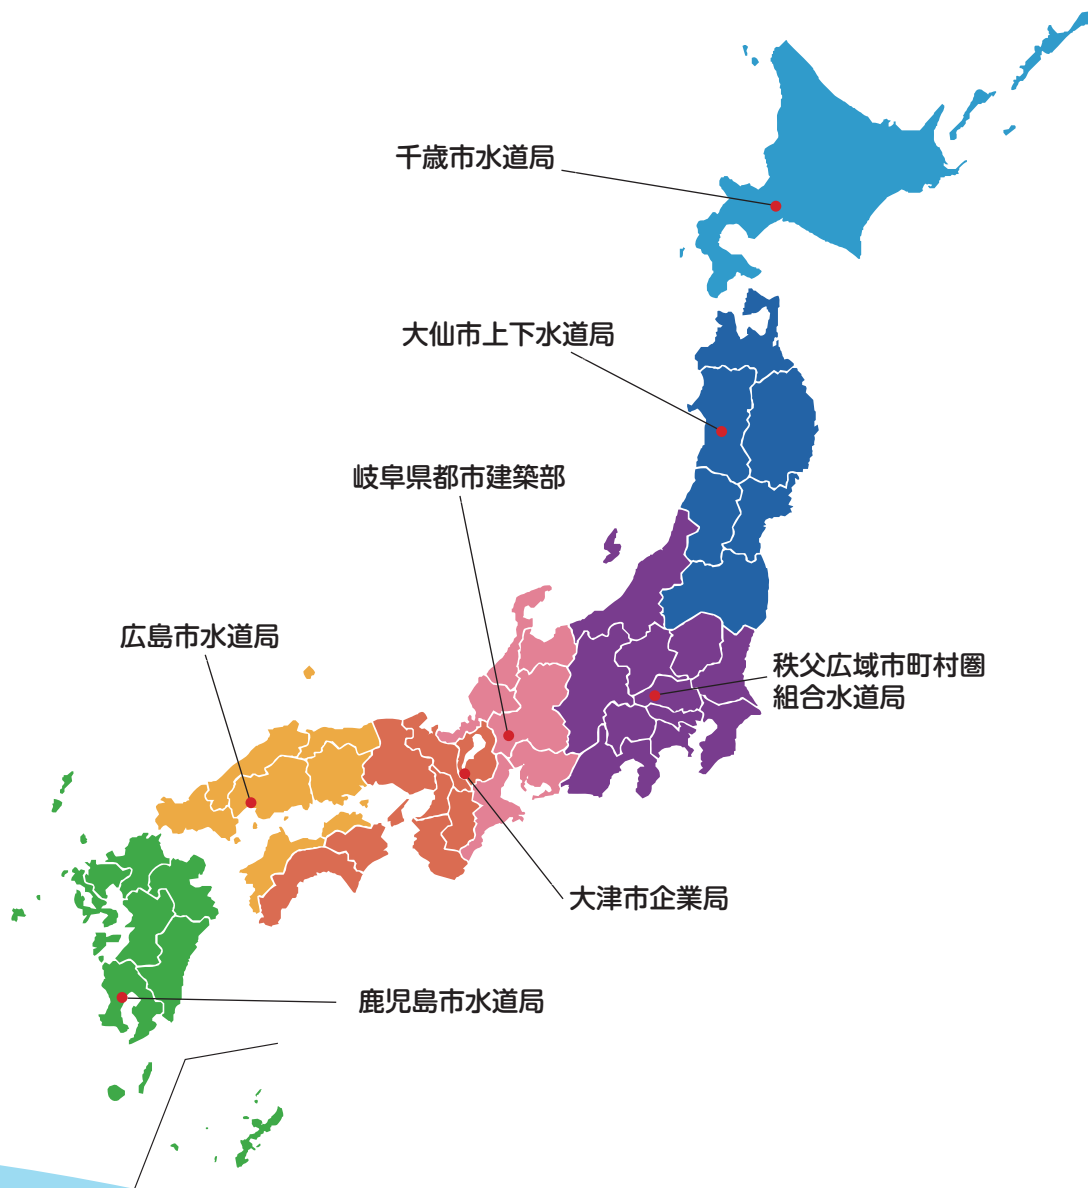 千歳市水道局
大仙市上下水道局
岐阜県都市建築部
広島市水道局
秩父広域市町村圏
組合水道局
大津市企業局
鹿児島市水道局